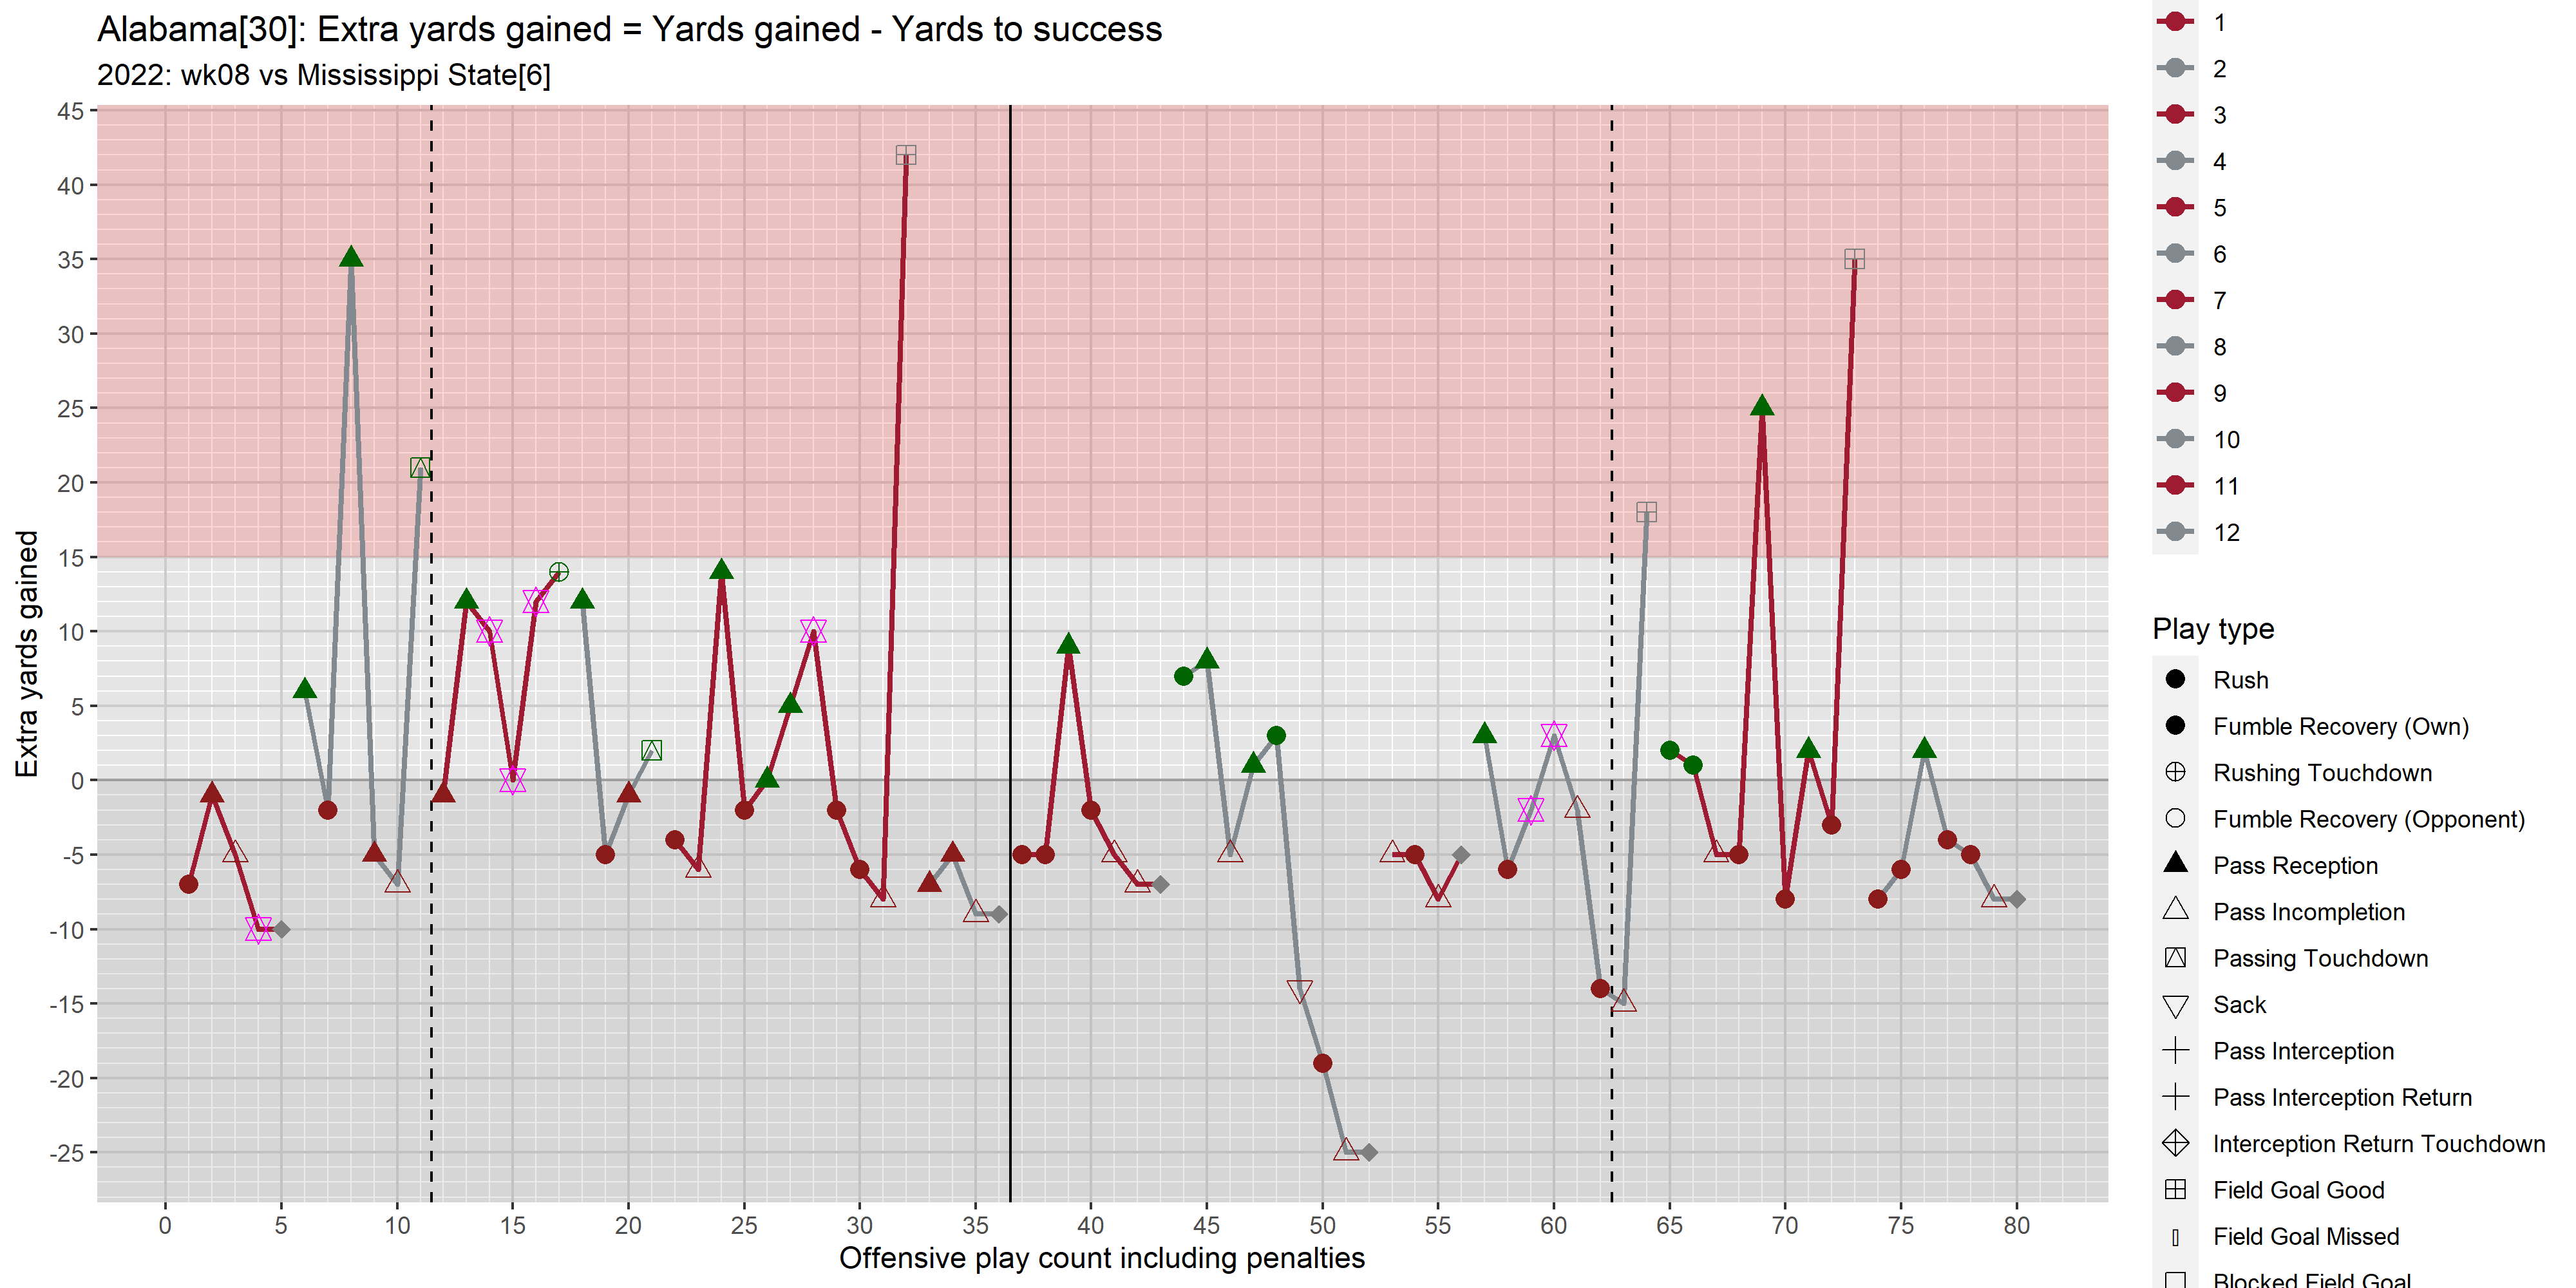 Alabama[30]: Extra yards gained = Yards gained - Yards to success
2022: wk08 vs Mississippi State[6]
Extra yards gained
45
40
35
30
25
20
15
10
5
0
-5
-10
-15
-20
-25
0 5 10 15 20 25 30 35 40 45 50 55 60 65 70 75 80
Offensive play count including penalties
1
2
3
4
5
6
7
8
9
10
11
12
Play type
Rush
Fumble Recovery (Own)
Rushing Touchdown
Fumble Recovery (Opponent)
Pass Reception
Pass Incompletion
Passing Touchdown
Sack
Pass Interception
Pass Interception Return
Interception Return Touchdown
Field Goal Good
Field Goal Missed
Blocked Field Goal